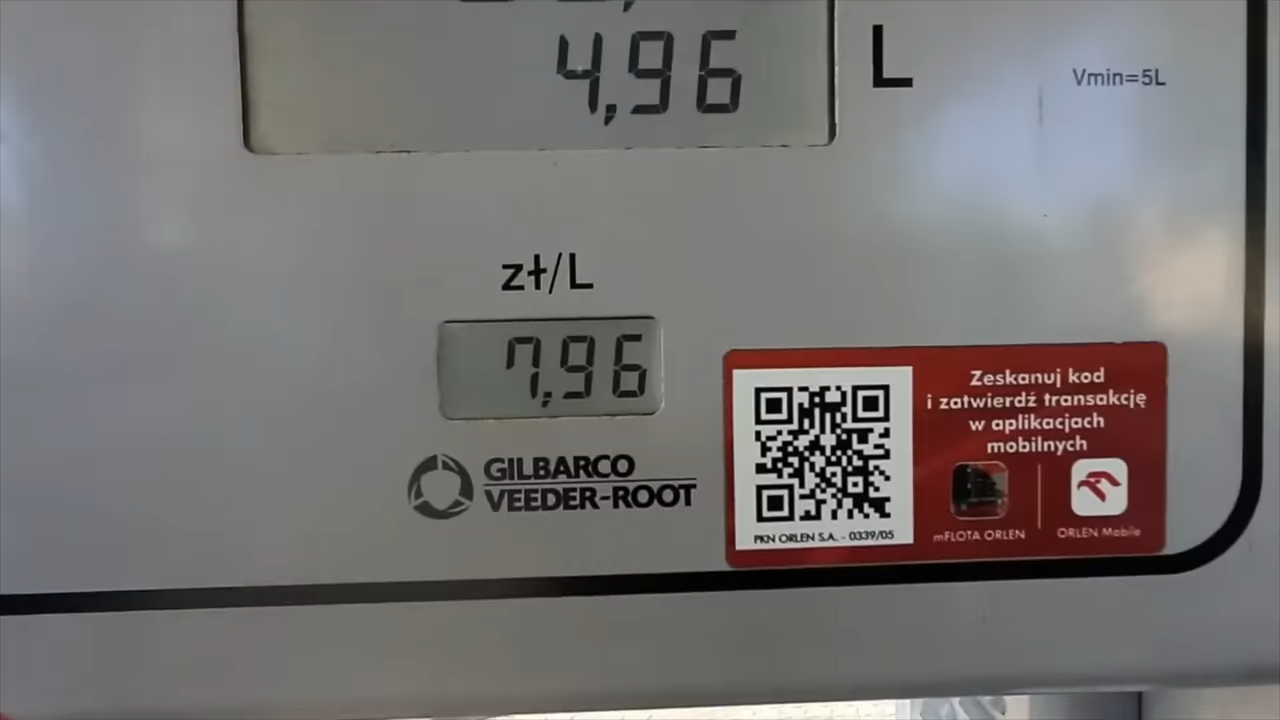 4,96 L
Vmin=5L
zł/L
7,96
GILBARCO
VEEDER-ROOT
Zeskanuj kod
i zatwierdź transakcję
w aplikacjach
mobilnych
PKN ORLEN S.A. - 0339/05
mFLOTA ORLEN
ORLEN Mobile